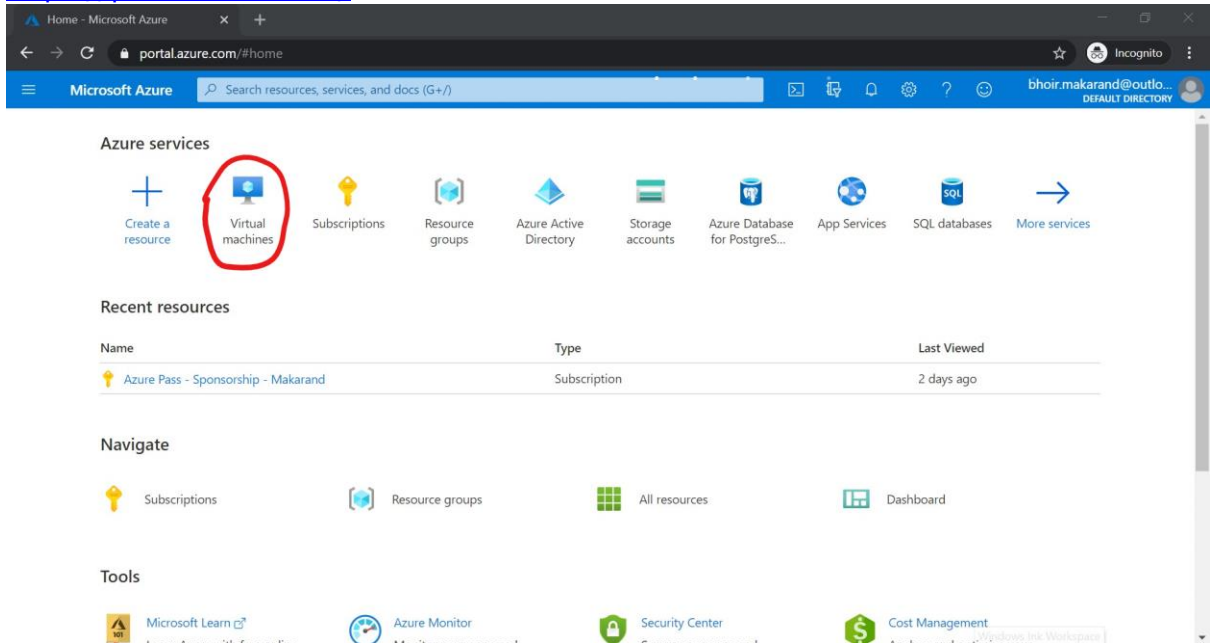 Home - Microsoft Azure
portal.azure.com/#home
Incognito
Microsoft Azure
Search resources, services, and docs (G+/)
bhoir.makarand@outlo...
DEFAULT DIRECTORY
Azure services
Create a resource
Virtual machines
Subscriptions
Resource groups
Azure Active Directory
Storage accounts
Azure Database for PostgreS...
App Services
SQL databases
More services
Recent resources
Name Type Last Viewed
Azure Pass - Sponsorship - Makarand Subscription 2 days ago
Navigate
Subscriptions
Resource groups
All resources
Dashboard
Tools
Microsoft Learn
Azure Monitor
Security Center
Cost Management
Windows Ink Workspace